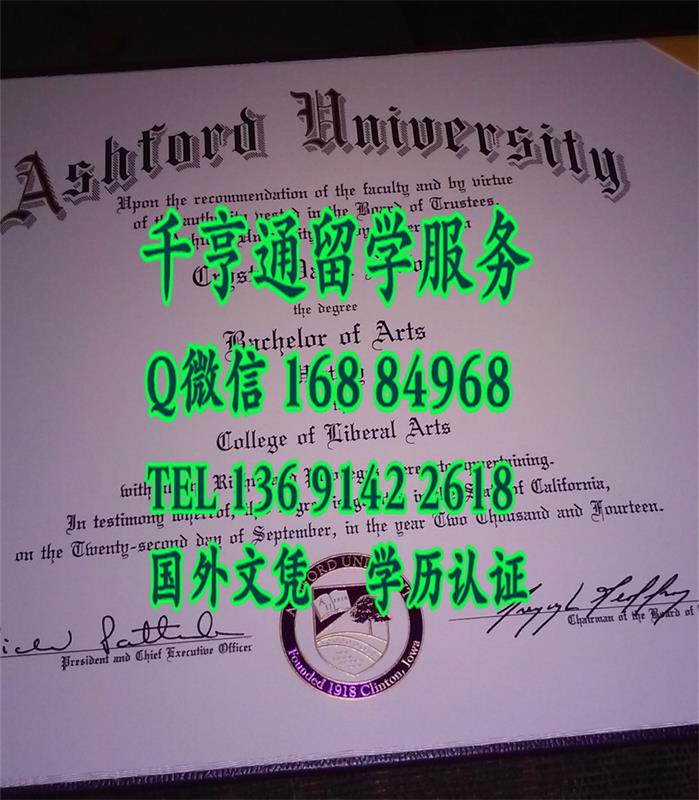 Ashford University
Upon the recommendation of the faculty and by virtue
of the authority vested in the Board of Trustees,
千亨通留学服务
the degree
Bachelor of Arts
Q微信 168 84968
College of Liberal Arts
TEL 136 9142 2618
In testimony whereof, State of California,
on the Twenty-second day of September, in the year Two Thousand and Fourteen.
国外文凭 学历认证
President and Chief Executive Officer
Chairman of the Board of
Founded 1918 Clinton, Iowa